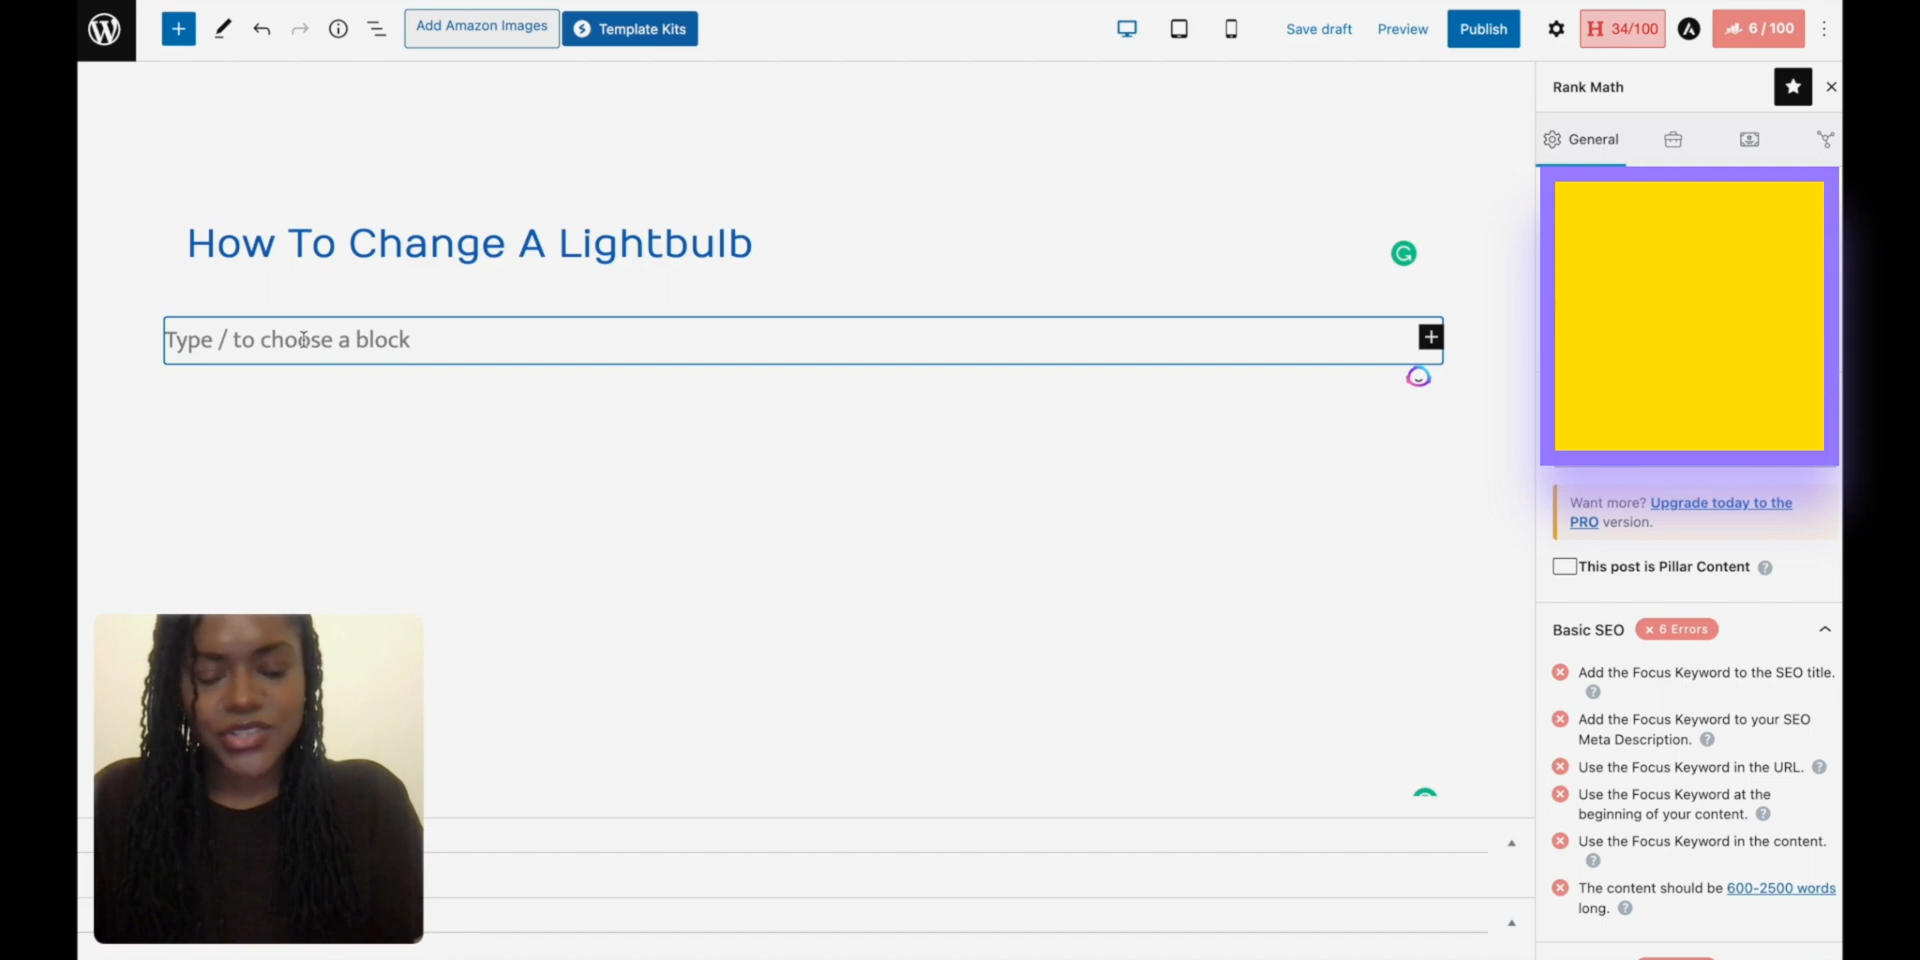 Add Amazon Images
Template Kits
Save draft
Preview
Publish
34/100
6 / 100
Rank Math
General
How To Change A Lightbulb
Type / to choose a block
Want more? Upgrade today to the
PRO version.
This post is Pillar Content
Basic SEO
6 Errors
Add the Focus Keyword to the SEO title.
Add the Focus Keyword to your SEO
Meta Description.
Use the Focus Keyword in the URL.
Use the Focus Keyword at the
beginning of your content.
Use the Focus Keyword in the content.
The content should be 600-2500 words
long.